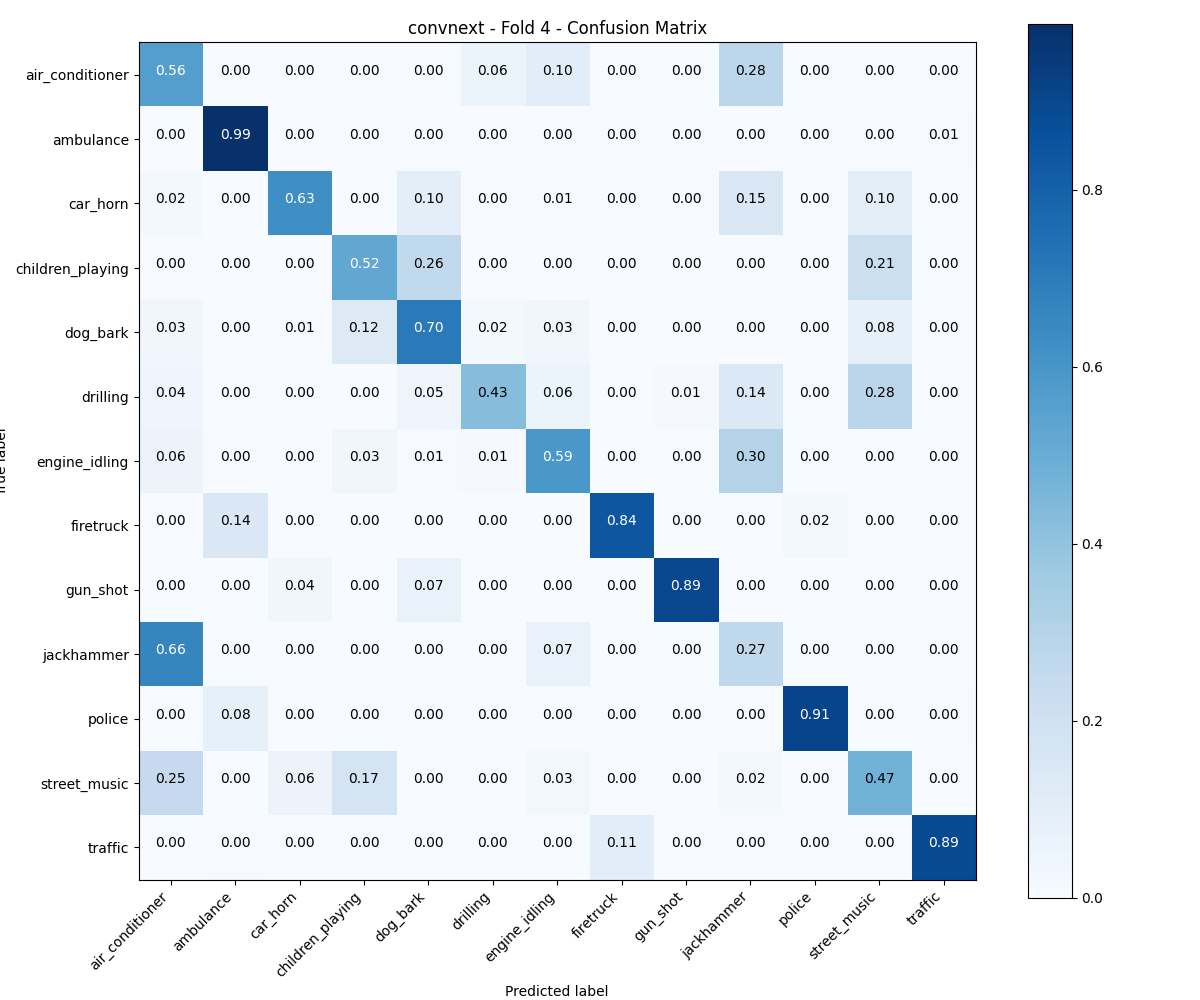 convnext - Fold 4 - Confusion Matrix
air_conditioner 0.56 0.00 0.00 0.00 0.00 0.06 0.10 0.00 0.00 0.28 0.00 0.00 0.00
ambulance 0.00 0.99 0.00 0.00 0.00 0.00 0.00 0.00 0.00 0.00 0.00 0.00 0.01
car_horn 0.02 0.00 0.63 0.00 0.10 0.00 0.01 0.00 0.00 0.15 0.00 0.10 0.00
children_playing 0.00 0.00 0.00 0.52 0.26 0.00 0.00 0.00 0.00 0.00 0.00 0.21 0.00
dog_bark 0.03 0.00 0.01 0.12 0.70 0.02 0.03 0.00 0.00 0.00 0.00 0.08 0.00
drilling 0.04 0.00 0.00 0.00 0.05 0.43 0.06 0.00 0.01 0.14 0.00 0.28 0.00
engine_idling 0.06 0.00 0.00 0.03 0.01 0.01 0.59 0.00 0.00 0.30 0.00 0.00 0.00
firetruck 0.00 0.14 0.00 0.00 0.00 0.00 0.00 0.84 0.00 0.00 0.02 0.00 0.00
gun_shot 0.00 0.00 0.04 0.00 0.07 0.00 0.00 0.00 0.89 0.00 0.00 0.00 0.00
jackhammer 0.66 0.00 0.00 0.00 0.00 0.00 0.07 0.00 0.00 0.27 0.00 0.00 0.00
police 0.00 0.08 0.00 0.00 0.00 0.00 0.00 0.00 0.00 0.00 0.91 0.00 0.00
street_music 0.25 0.00 0.06 0.17 0.00 0.00 0.03 0.00 0.00 0.02 0.00 0.47 0.00
traffic 0.00 0.00 0.00 0.00 0.00 0.00 0.00 0.11 0.00 0.00 0.00 0.00 0.89
air_conditioner ambulance car_horn children_playing dog_bark drilling engine_idling firetruck gun_shot jackhammer police street_music traffic
Predicted label
0.8
0.6
0.4
0.2
0.0